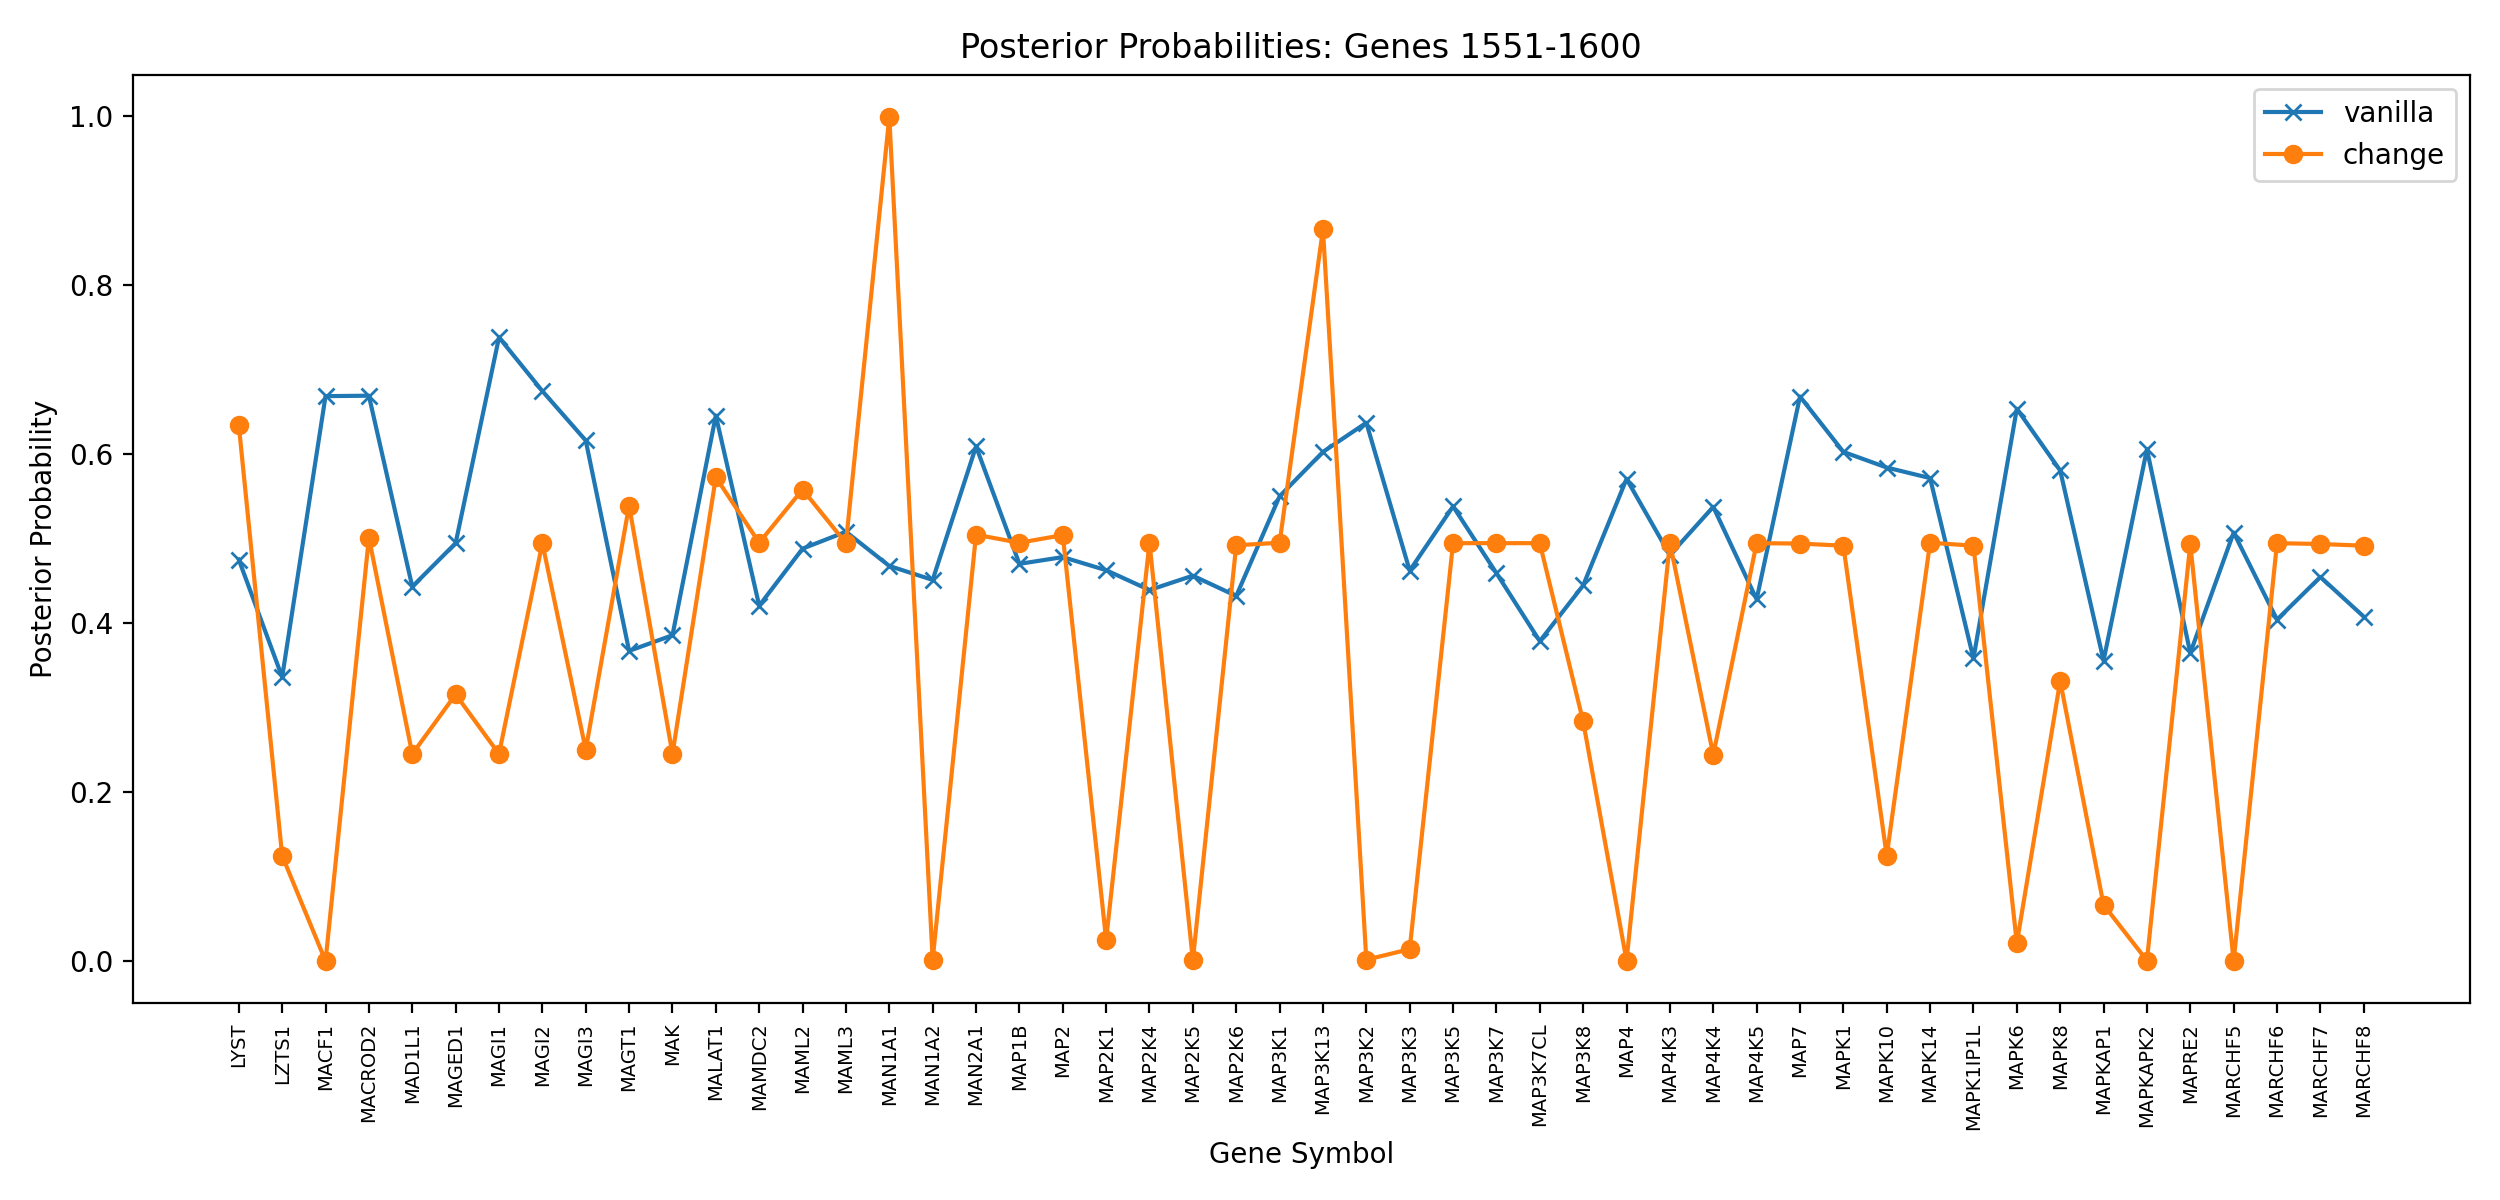 Posterior Probabilities: Genes 1551-1600
vanilla
change
Posterior Probability
1.0
0.8
0.6
0.4
0.2
0.0
LYST
LZTS1
MACF1
MACROD2
MAD1L1
MAGED1
MAGI1
MAGI2
MAGI3
MAGT1
MAK
MALAT1
MAMDC2
MAML2
MAML3
MAN1A1
MAN1A2
MAN2A1
MAP1B
MAP2
MAP2K1
MAP2K4
MAP2K5
MAP2K6
MAP3K1
MAP3K13
MAP3K2
MAP3K3
MAP3K5
MAP3K7
MAP3K7CL
MAP3K8
MAP4
MAP4K3
MAP4K4
MAP4K5
MAP7
MAPK1
MAPK10
MAPK14
MAPK1IP1L
MAPK6
MAPK8
MAPKAP1
MAPKAPK2
MAPRE2
MARCHF5
MARCHF6
MARCHF7
MARCHF8
Gene Symbol